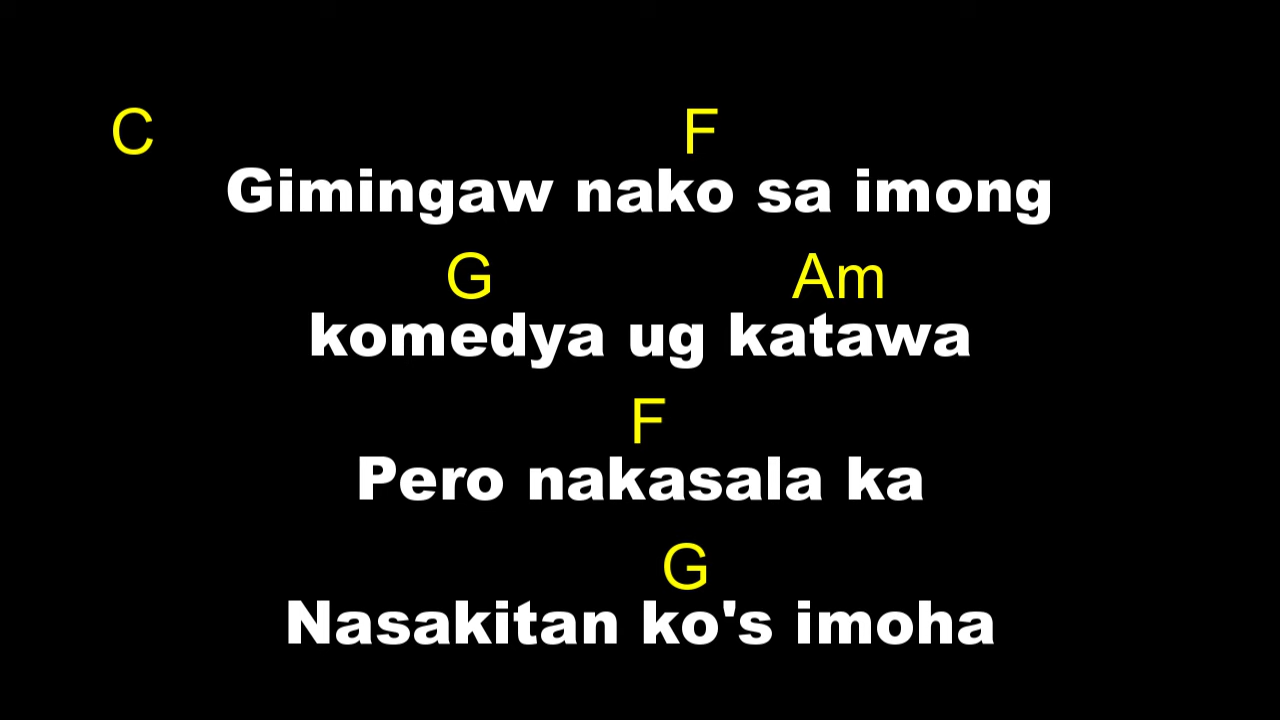 C F
Gimingaw nako sa imong
G Am
komedya ug katawa
F
Pero nakasala ka
G
Nasakitan ko's imoha